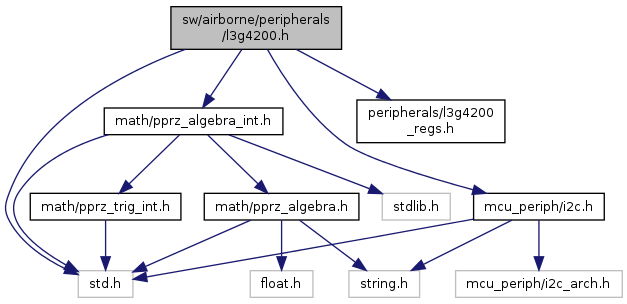 sw/airborne/peripherals
/l3g4200.h
math/pprz_algebra_int.h
peripherals/l3g4200
_regs.h
math/pprz_trig_int.h
math/pprz_algebra.h
stdlib.h
mcu_periph/i2c.h
std.h
float.h
string.h
mcu_periph/i2c_arch.h